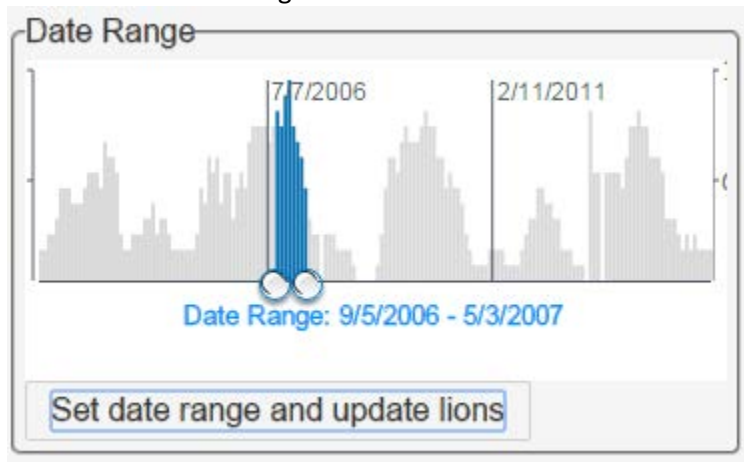 Date Range
7/7/2006
2/11/2011
Date Range: 9/5/2006 - 5/3/2007
Set date range and update lions